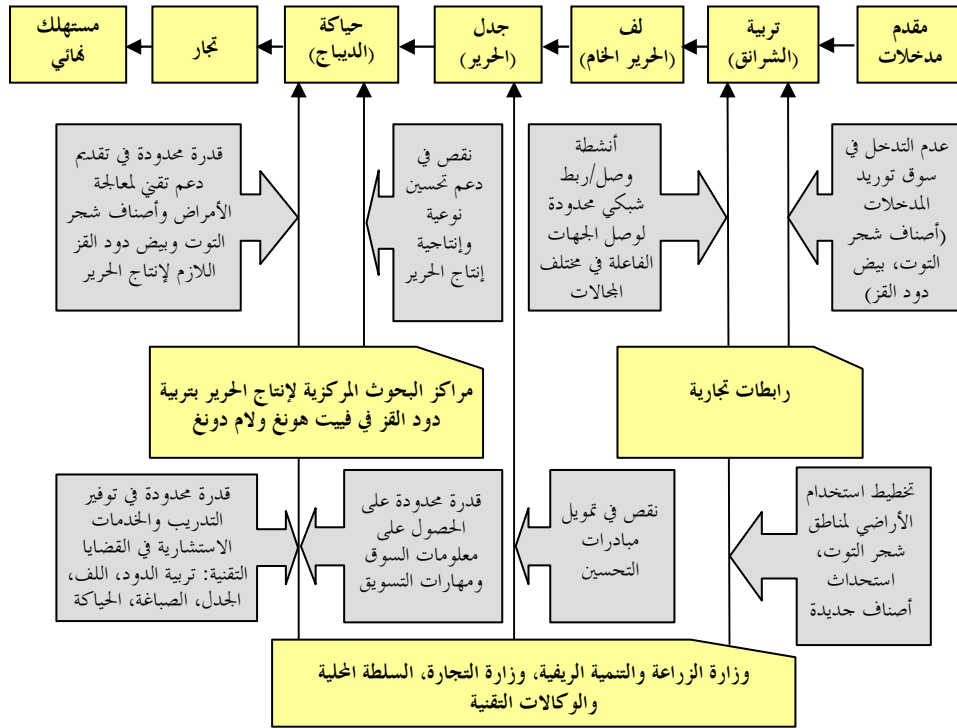 مقدم
مدخلات
تربية
(الشرانق)
لف
(الحرير الخام)
جدل
(الحرير)
حياكة
(الديباج)
تجار
مستهلك
نهائي
عدم التدخل في
سوق توريد
المدخلات
(أصناف شجر
التوت، بيض
دود القز)
أنشطة
وصل/ربط
شبكي محدودة
لوصل الجهات
الفاعلة في مختلف
المجالات
نقص في
دعم تحسين
نوعية
وإنتاجية
إنتاج الحرير
قدرة محدودة في تقديم
دعم تقني لمعالجة
الأمراض وأصناف شجر
التوت وبيض دود القز
اللازم لإنتاج الحرير
رابطات تجارية
مراكز البحوث المركزية لإنتاج الحرير بتربية
دود القز في فييت هونغ ولام دونغ
تخطيط استخدام
الأراضي لمناطق
شجر التوت،
استحداث
أصناف جديدة
نقص في تمويل
مبادرات
التحسين
قدرة محدودة على
الحصول على
معلومات السوق
ومهارات التسويق
قدرة محدودة في توفير
التدريب والخدمات
الاستشارية في القضايا
التقنية: تربية الدود، اللف،
الجدل، الصباغة، الحياكة
وزارة الزراعة والتنمية الريفية، وزارة التجارة، السلطة المحلية
والوكالات التقنية